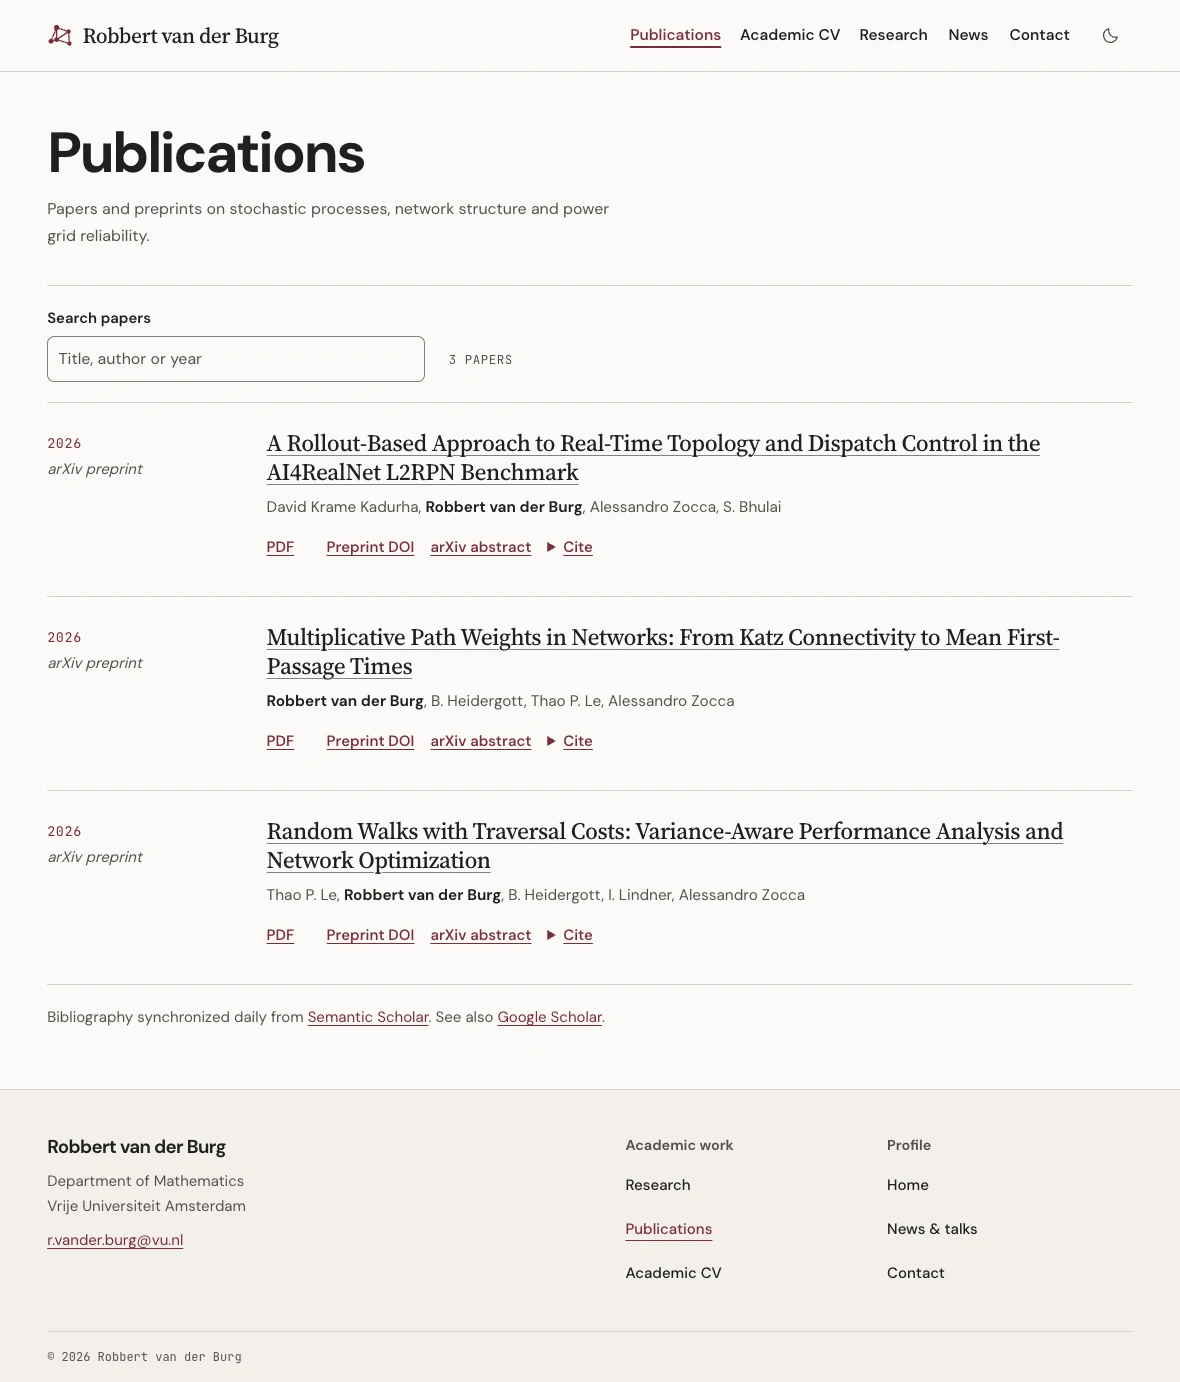 Robbert van der Burg
Publications Academic CV Research News Contact
Publications
Papers and preprints on stochastic processes, network structure and power
grid reliability.
Search papers
Title, author or year
3 PAPERS
2026
arXiv preprint
A Rollout-Based Approach to Real-Time Topology and Dispatch Control in the
AI4RealNet L2RPN Benchmark
David Krame Kadurha, Robbert van der Burg, Alessandro Zocca, S. Bhulai
PDF Preprint DOI arXiv abstract ▶ Cite
2026
arXiv preprint
Multiplicative Path Weights in Networks: From Katz Connectivity to Mean First-
Passage Times
Robbert van der Burg, B. Heidergott, Thao P. Le, Alessandro Zocca
PDF Preprint DOI arXiv abstract ▶ Cite
2026
arXiv preprint
Random Walks with Traversal Costs: Variance-Aware Performance Analysis and
Network Optimization
Thao P. Le, Robbert van der Burg, B. Heidergott, I. Lindner, Alessandro Zocca
PDF Preprint DOI arXiv abstract ▶ Cite
Bibliography synchronized daily from Semantic Scholar. See also Google Scholar.
Robbert van der Burg
Department of Mathematics
Vrije Universiteit Amsterdam
r.vander.burg@vu.nl
Academic work
Research
Publications
Academic CV
Profile
Home
News & talks
Contact
© 2026 Robbert van der Burg